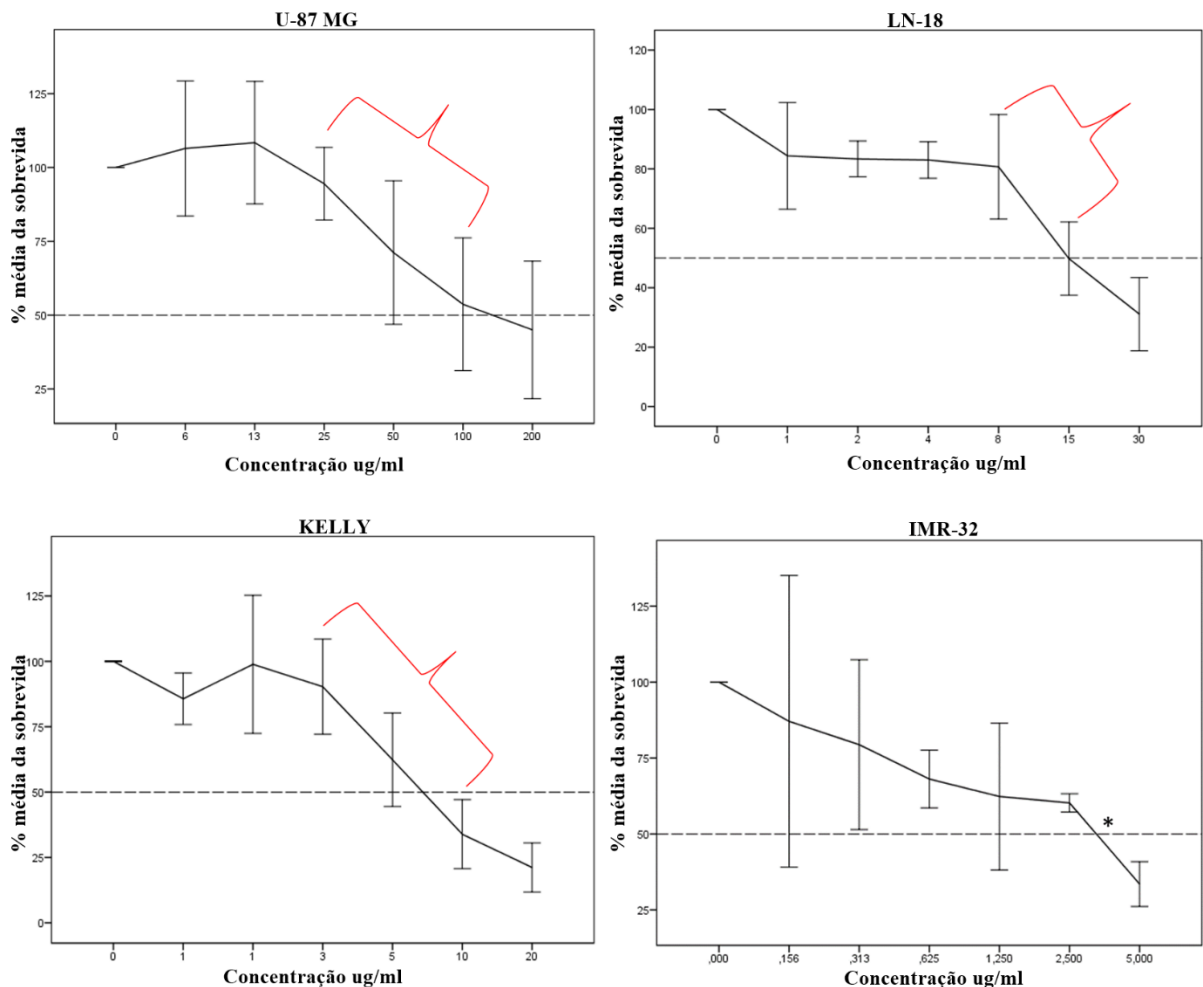 U-87 MG
% média da sobrevida
125
100
75
50
25
0 6 13 25 50 100 200
Concentração ug/ml
LN-18
% média da sobrevida
120
100
80
60
40
20
0
0 1 2 4 8 15 30
Concentração ug/ml
KELLY
% média da sobrevida
125
100
75
50
25
0
0 1 1 3 5 10 20
Concentração ug/ml
IMR-32
% média da sobrevida
125
100
75
50
25
*
,000 ,156 ,313 ,625 1,250 2,500 5,000
Concentração ug/ml